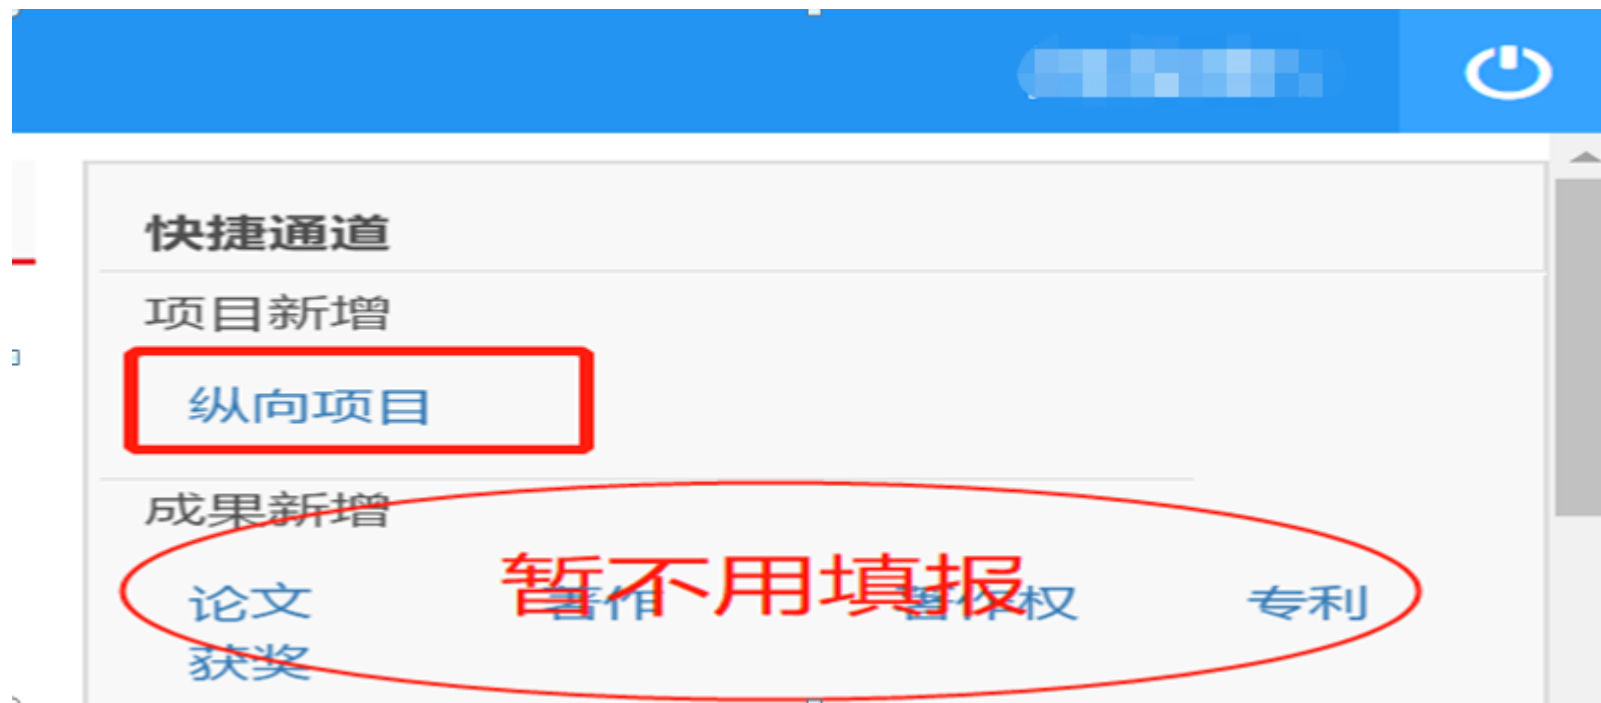 快捷通道
项目新增
纵向项目
成果新增
暂不用填报
论文 著作 著作权 专利
获奖